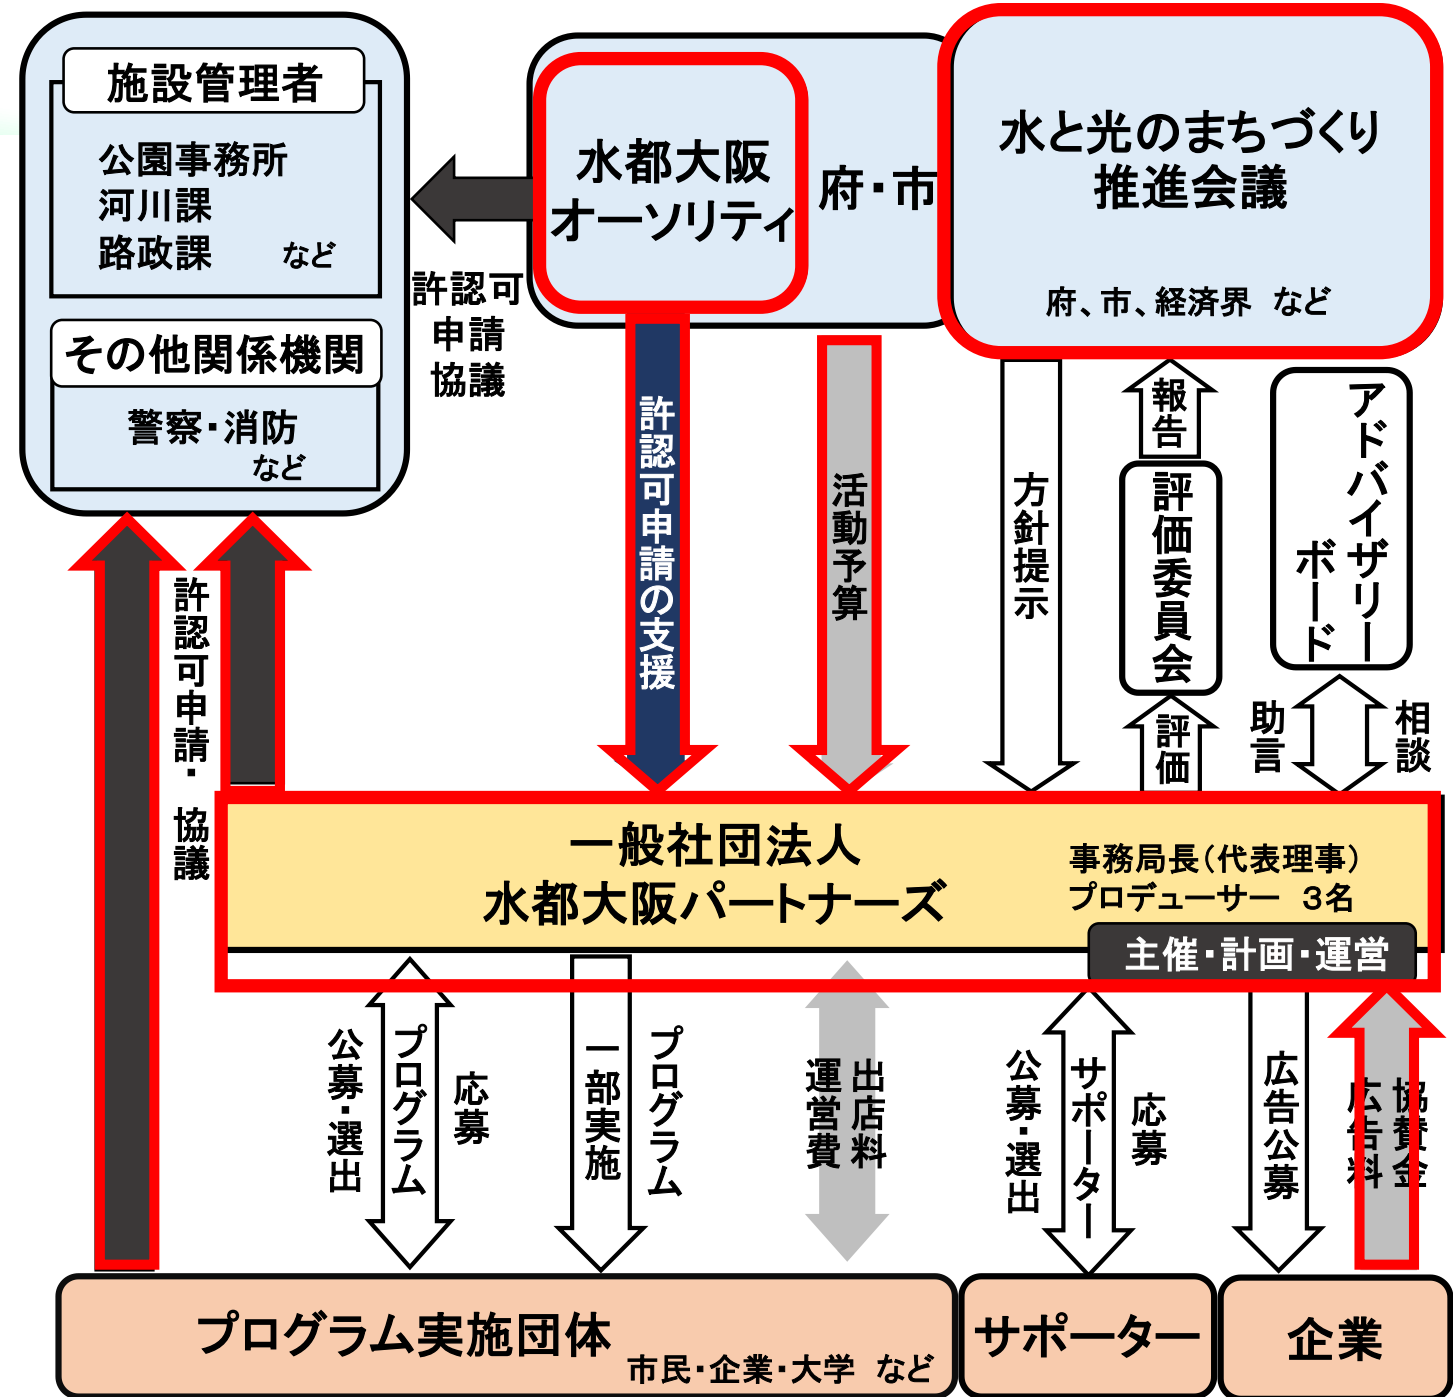 施設管理者
公園事務所
河川課
路政課　など
その他関係機関
警察・消防
など
許認可
申請
協議
水都大阪
オーソリティ
府・市
水と光のまちづくり
推進会議
府、市、経済界　など
許認可申請の支援
活動予算
方針提示
報告
評価委員会
評価
アドバイザリー
ボード
助言
相談
許認可申請・協議
一般社団法人
水都大阪パートナーズ
事務局長（代表理事）
プロデューサー　３名
主催・計画・運営
公募・選出
プログラム
応募
一部実施
プログラム
運営費
出店料
公募・選出
サポーター
応募
広告公募
広告料
協賛金
プログラム実施団体
市民・企業・大学　など
サポーター
企業